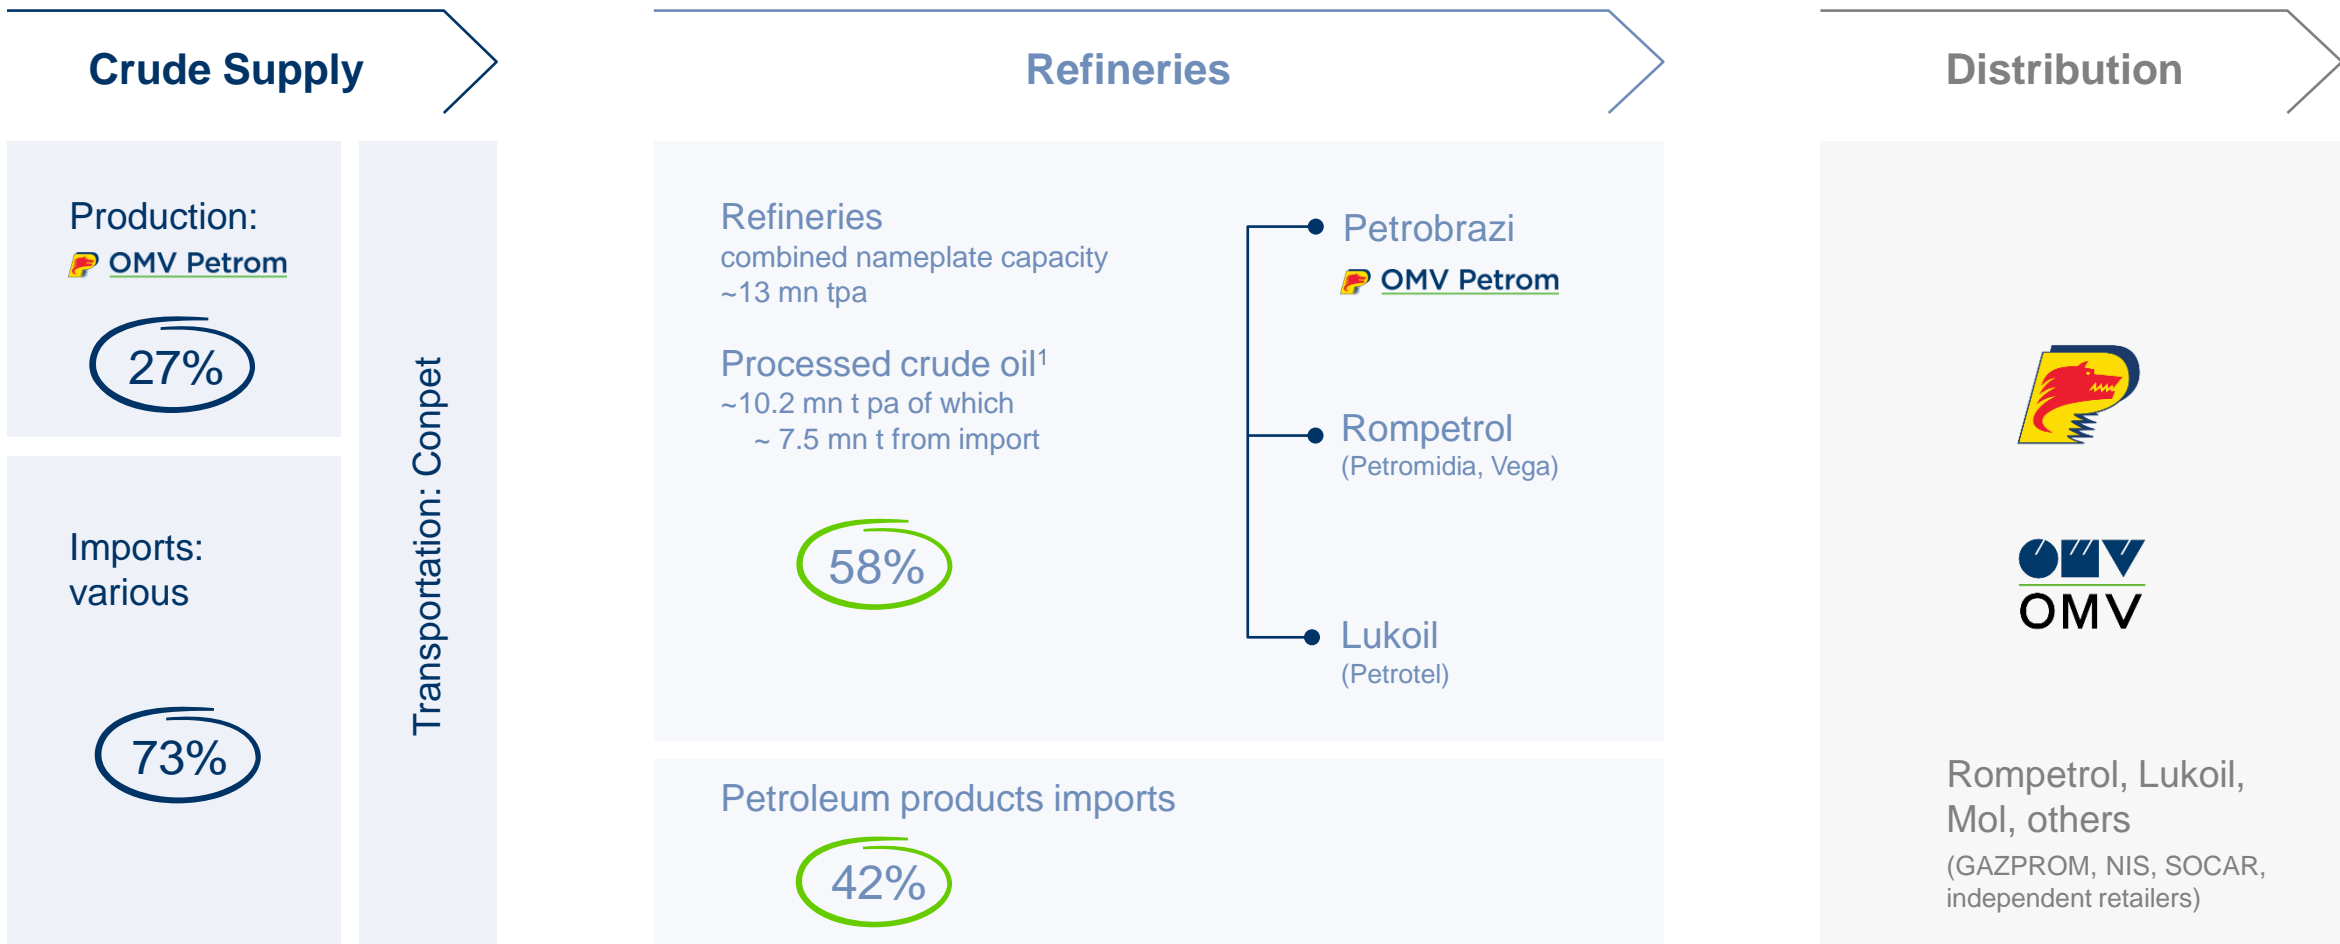 Crude Supply
Refineries
Distribution
Production:
OMV Petrom
27%
Imports:
various
73%
Transportation: Conpet
Refineries
combined nameplate capacity
~13 mn tpa
Processed crude oil¹
~10.2 mn t pa of which
~ 7.5 mn t from import
58%
Petrobrazi
OMV Petrom
Rompetrol
(Petromidia, Vega)
Lukoil
(Petrotel)
Petroleum products imports
42%
OMV
OMV
Rompetrol, Lukoil,
Mol, others
(GAZPROM, NIS, SOCAR,
independent retailers)